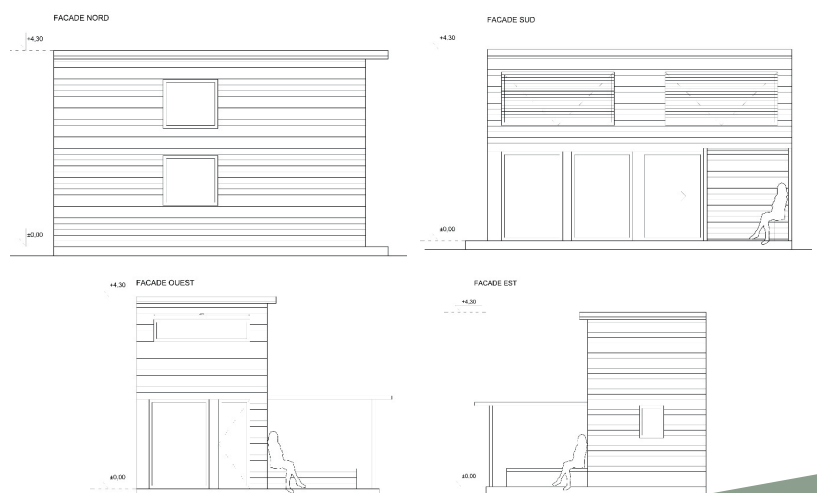 FACADE NORD
+4,30
±0,00
FACADE SUD
+4.30
±0.00
FACADE OUEST
+4.30
±0.00
FACADE EST
+4.30
±0.00